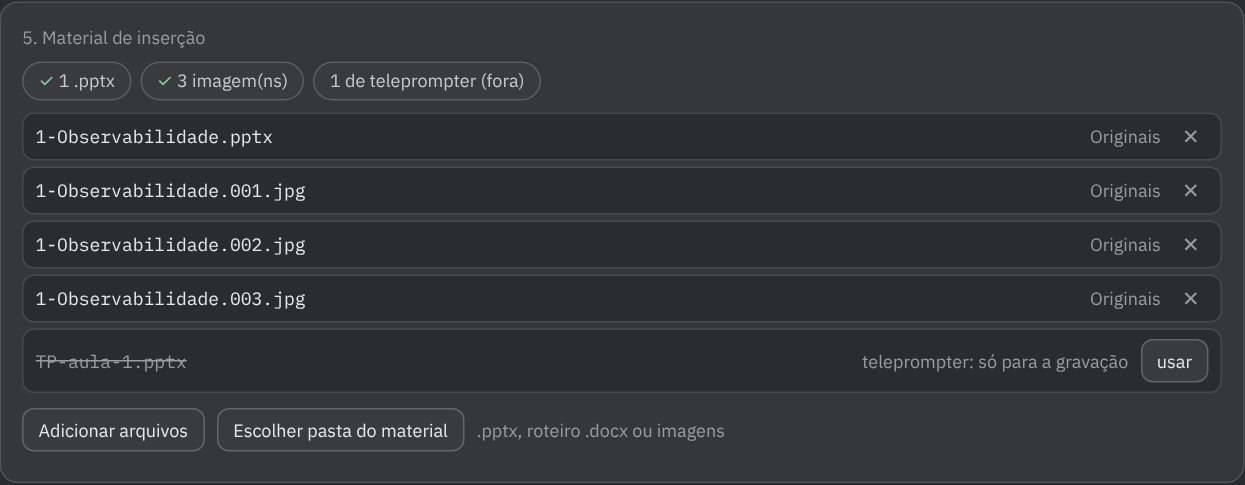 5. Material de inserção
✓ 1 .pptx ✓ 3 imagem(ns) 1 de teleprompter (fora)
1-Observabilidade.pptx Originais ✕
1-Observabilidade.001.jpg Originais ✕
1-Observabilidade.002.jpg Originais ✕
1-Observabilidade.003.jpg Originais ✕
TP-aula-1.pptx teleprompter: só para a gravação usar
Adicionar arquivos Escolher pasta do material .pptx, roteiro .docx ou imagens